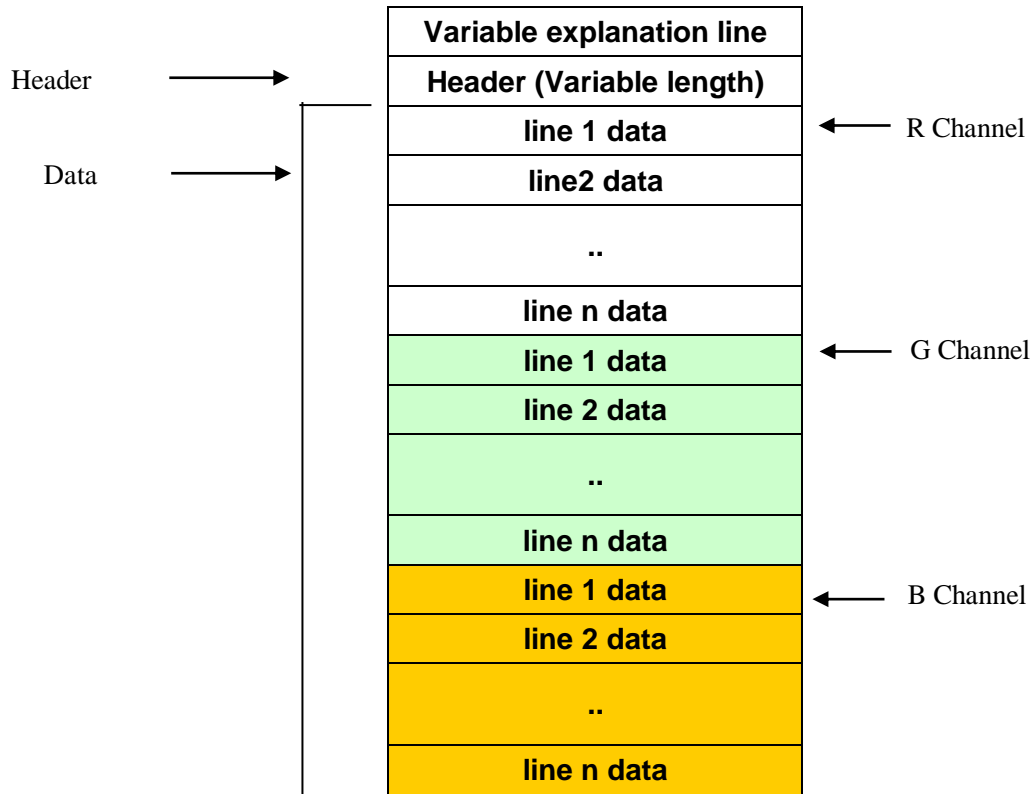 Variable explanation line
Header
Header (Variable length)
line 1 data
R Channel
Data
line2 data
..
line n data
line 1 data
G Channel
line 2 data
..
line n data
line 1 data
B Channel
line 2 data
..
line n data